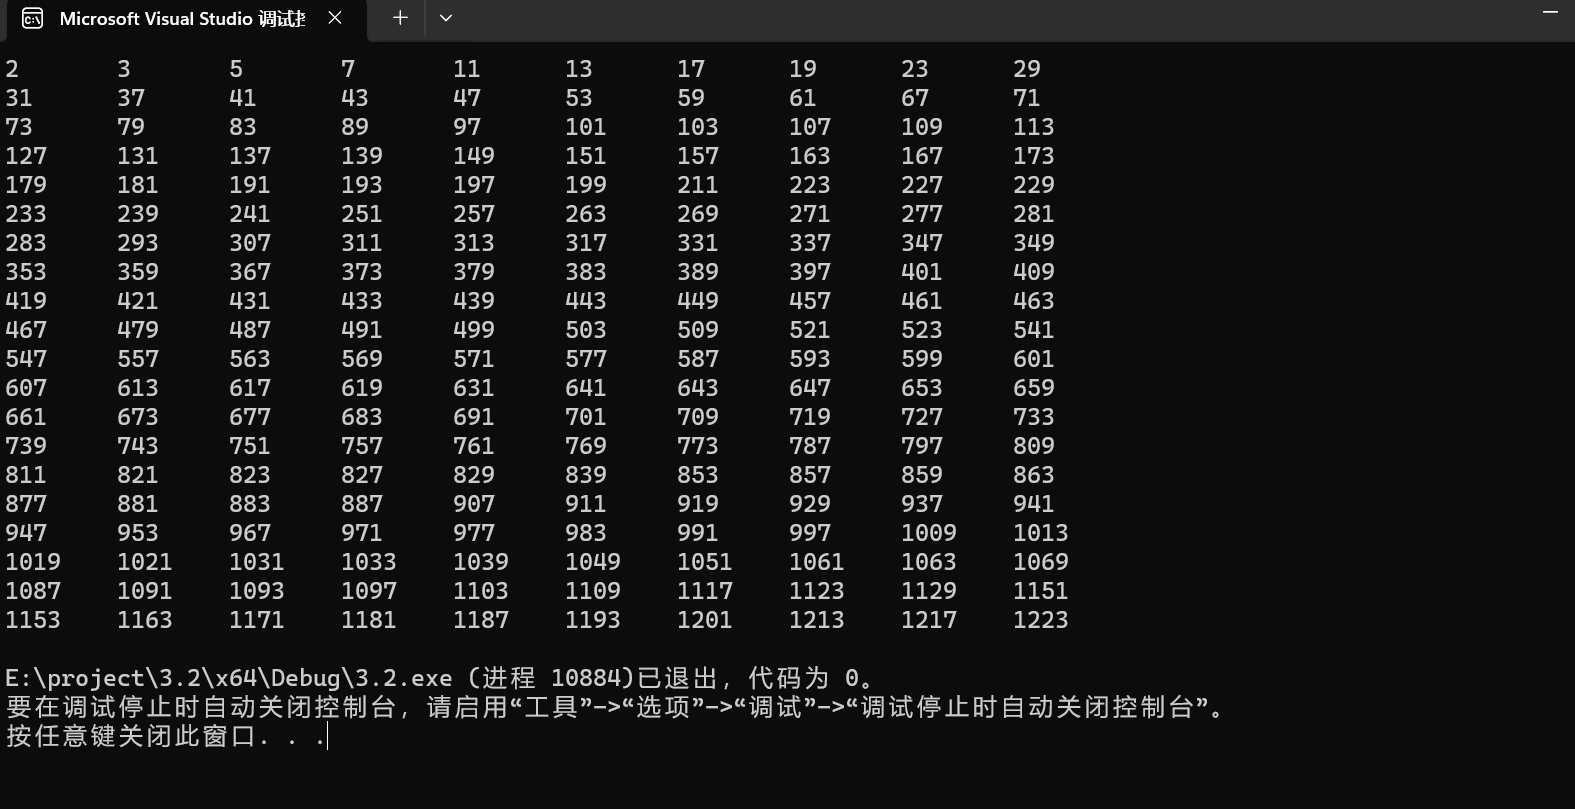 Microsoft Visual Studio 调试
2 3 5 7 11 13 17 19 23 29
31 37 41 43 47 53 59 61 67 71
73 79 83 89 97 101 103 107 109 113
127 131 137 139 149 151 157 163 167 173
179 181 191 193 197 199 211 223 227 229
233 239 241 251 257 263 269 271 277 281
283 293 307 311 313 317 331 337 347 349
353 359 367 373 379 383 389 397 401 409
419 421 431 433 439 443 449 457 461 463
467 479 487 491 499 503 509 521 523 541
547 557 563 569 571 577 587 593 599 601
607 613 617 619 631 641 643 647 653 659
661 673 677 683 691 701 709 719 727 733
739 743 751 757 761 769 773 787 797 809
811 821 823 827 829 839 853 857 859 863
877 881 883 887 907 911 919 929 937 941
947 953 967 971 977 983 991 997 1009 1013
1019 1021 1031 1033 1039 1049 1051 1061 1063 1069
1087 1091 1093 1097 1103 1109 1117 1123 1129 1151
1153 1163 1171 1181 1187 1193 1201 1213 1217 1223
E:\project\3.2\x64\Debug\3.2.exe (进程 10884)已退出，代码为 0。
要在调试停止时自动关闭控制台，请启用“工具”->“选项”->“调试”->“调试停止时自动关闭控制台”。
按任意键关闭此窗口. . .